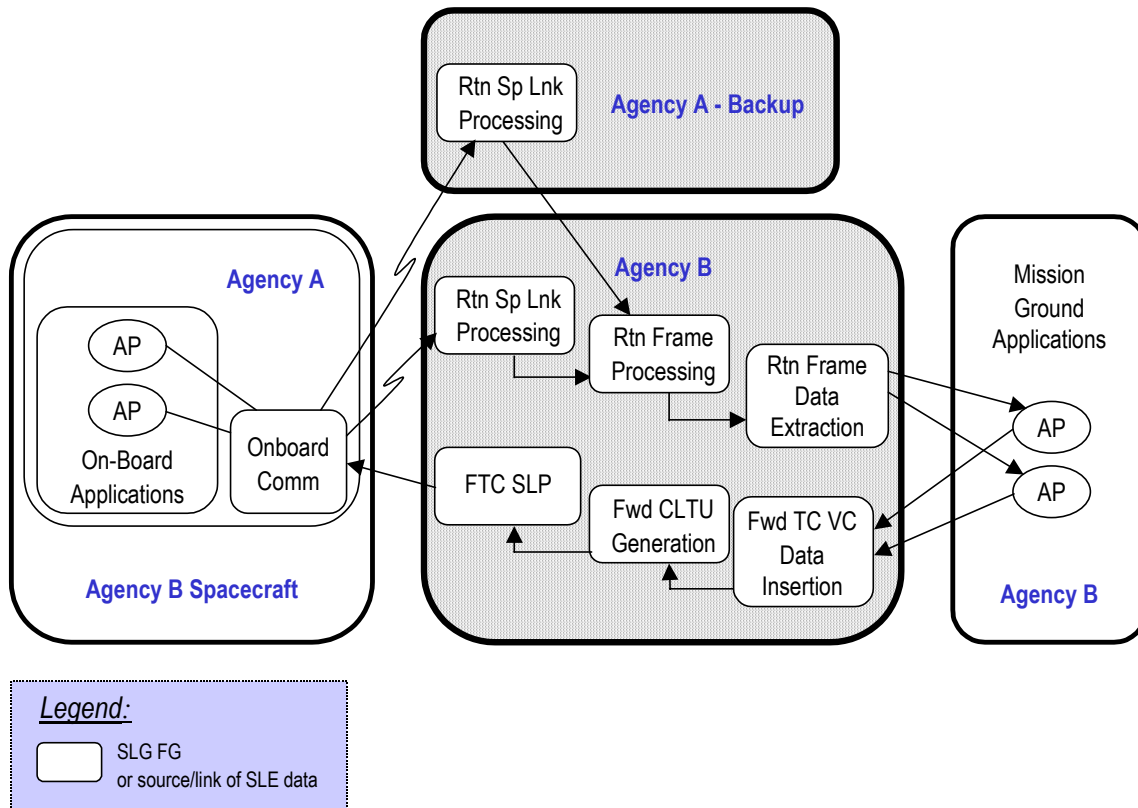 Rtn Sp Lnk
Processing
Agency A - Backup
Agency A
AP
AP
On-Board
Applications
Onboard
Comm
Agency B Spacecraft
Agency B
Rtn Sp Lnk
Processing
Rtn Frame
Processing
Rtn Frame
Data
Extraction
FTC SLP
Fwd CLTU
Generation
Fwd TC VC
Data
Insertion
Mission
Ground
Applications
AP
AP
Agency B
Legend:
SLG FG
or source/link of SLE data